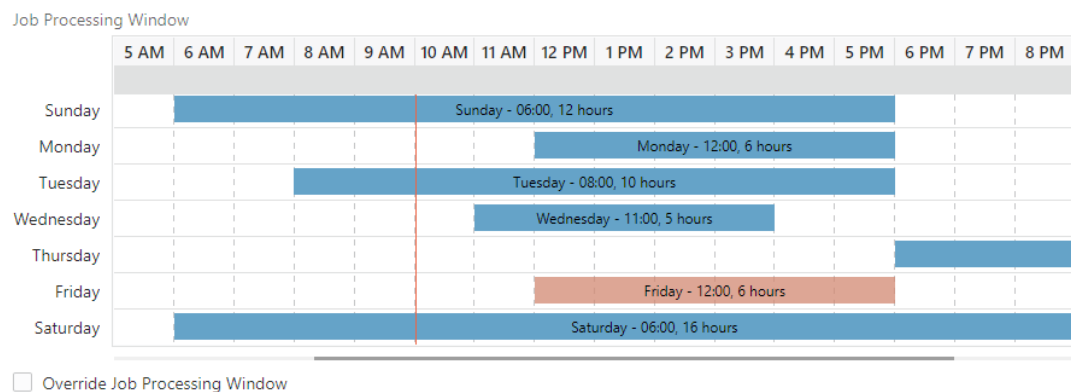 Job Processing Window
5 AM 6 AM 7 AM 8 AM 9 AM 10 AM 11 AM 12 PM 1 PM 2 PM 3 PM 4 PM 5 PM 6 PM 7 PM 8 PM
Sunday Sunday - 06:00, 12 hours
Monday Monday - 12:00, 6 hours
Tuesday Tuesday - 08:00, 10 hours
Wednesday Wednesday - 11:00, 5 hours
Thursday
Friday Friday - 12:00, 6 hours
Saturday Saturday - 06:00, 16 hours
Override Job Processing Window